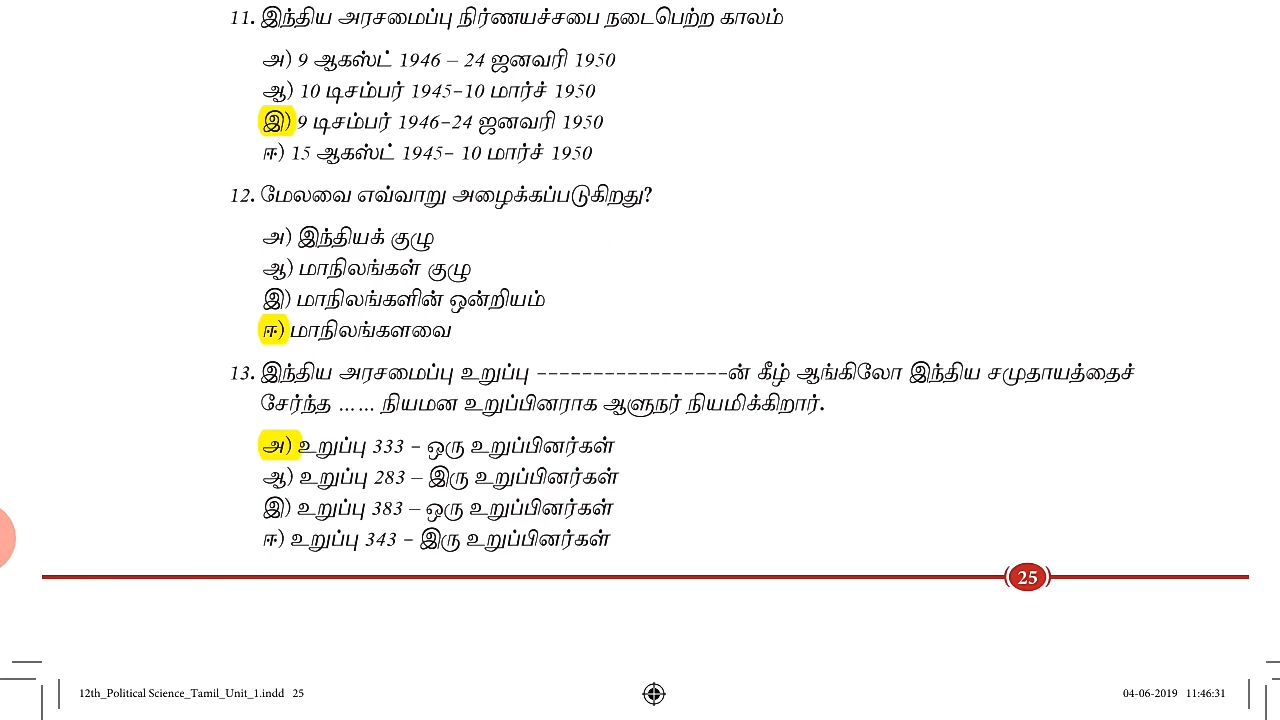 11. இந்திய அரசமைப்பு நிர்ணயச்சபை நடைபெற்ற காலம்
அ) 9 ஆகஸ்ட் 1946 – 24 ஜனவரி 1950
ஆ) 10 டிசம்பர் 1945-10 மார்ச் 1950
இ) 9 டிசம்பர் 1946-24 ஜனவரி 1950
ஈ) 15 ஆகஸ்ட் 1945- 10 மார்ச் 1950
12. மேலவை எவ்வாறு அழைக்கப்படுகிறது?
அ) இந்தியக் குழு
ஆ) மாநிலங்கள் குழு
இ) மாநிலங்களின் ஒன்றியம்
ஈ) மாநிலங்களவை
13. இந்திய அரசமைப்பு உறுப்பு -----------------ன் கீழ் ஆங்கிலோ இந்திய சமுதாயத்தைச்
சேர்ந்த …… நியமன உறுப்பினராக ஆளுநர் நியமிக்கிறார்.
அ) உறுப்பு 333 - ஒரு உறுப்பினர்கள்
ஆ) உறுப்பு 283 – இரு உறுப்பினர்கள்
இ) உறுப்பு 383 – ஒரு உறுப்பினர்கள்
ஈ) உறுப்பு 343 - இரு உறுப்பினர்கள்
25
12th_Political Science_Tamil_Unit_1.indd 25 04-06-2019 11:46:31